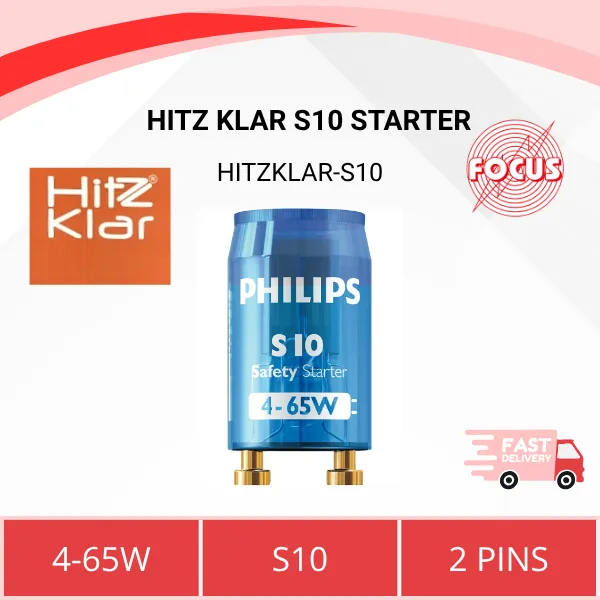 HITZ KLAR S10 STARTER
HITZKLAR-S10
HitZ®
Klar
FOCUS
PHILIPS
S10
Safety Starter
4-65W
FAST
DELIVERY
4-65W
S10
2 PINS